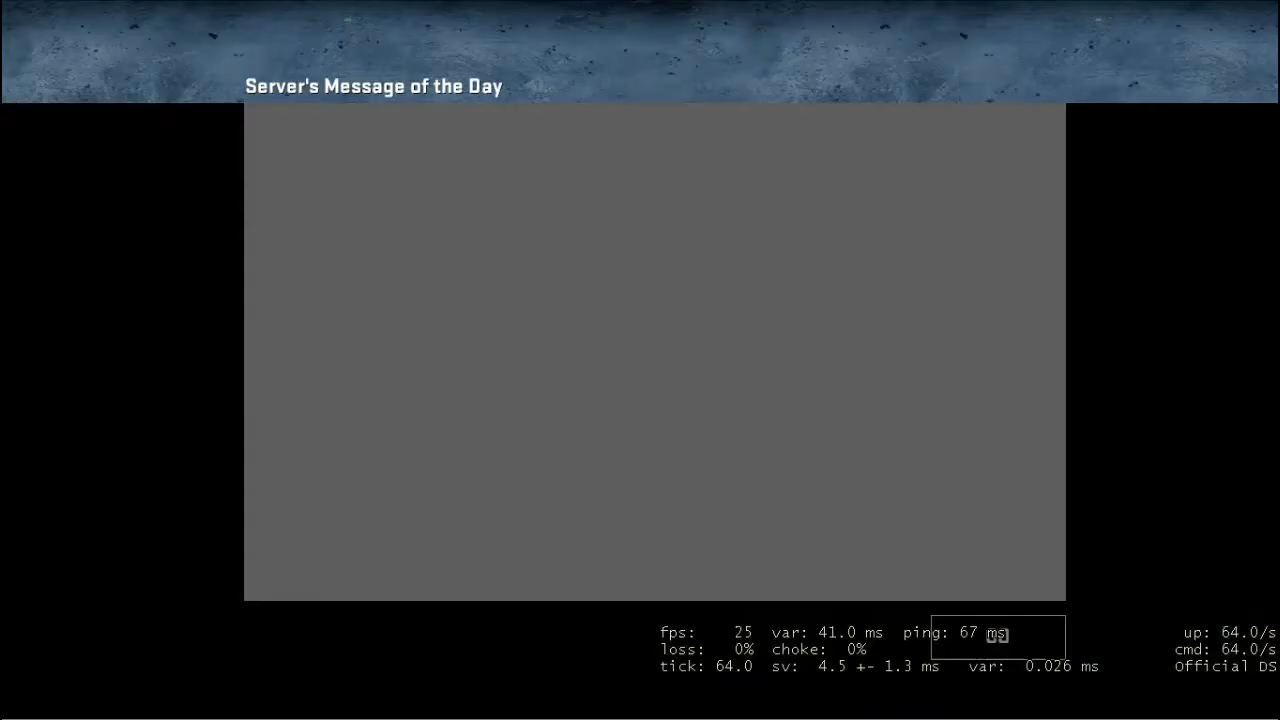 Server's Message of the Day
fps: 25 var: 41.0 ms ping: 67 ms up: 64.0/s
loss: 0% choke: 0% cmd: 64.0/s
tick: 64.0 sv: 4.5 +- 1.3 ms var: 0.026 ms Official DS